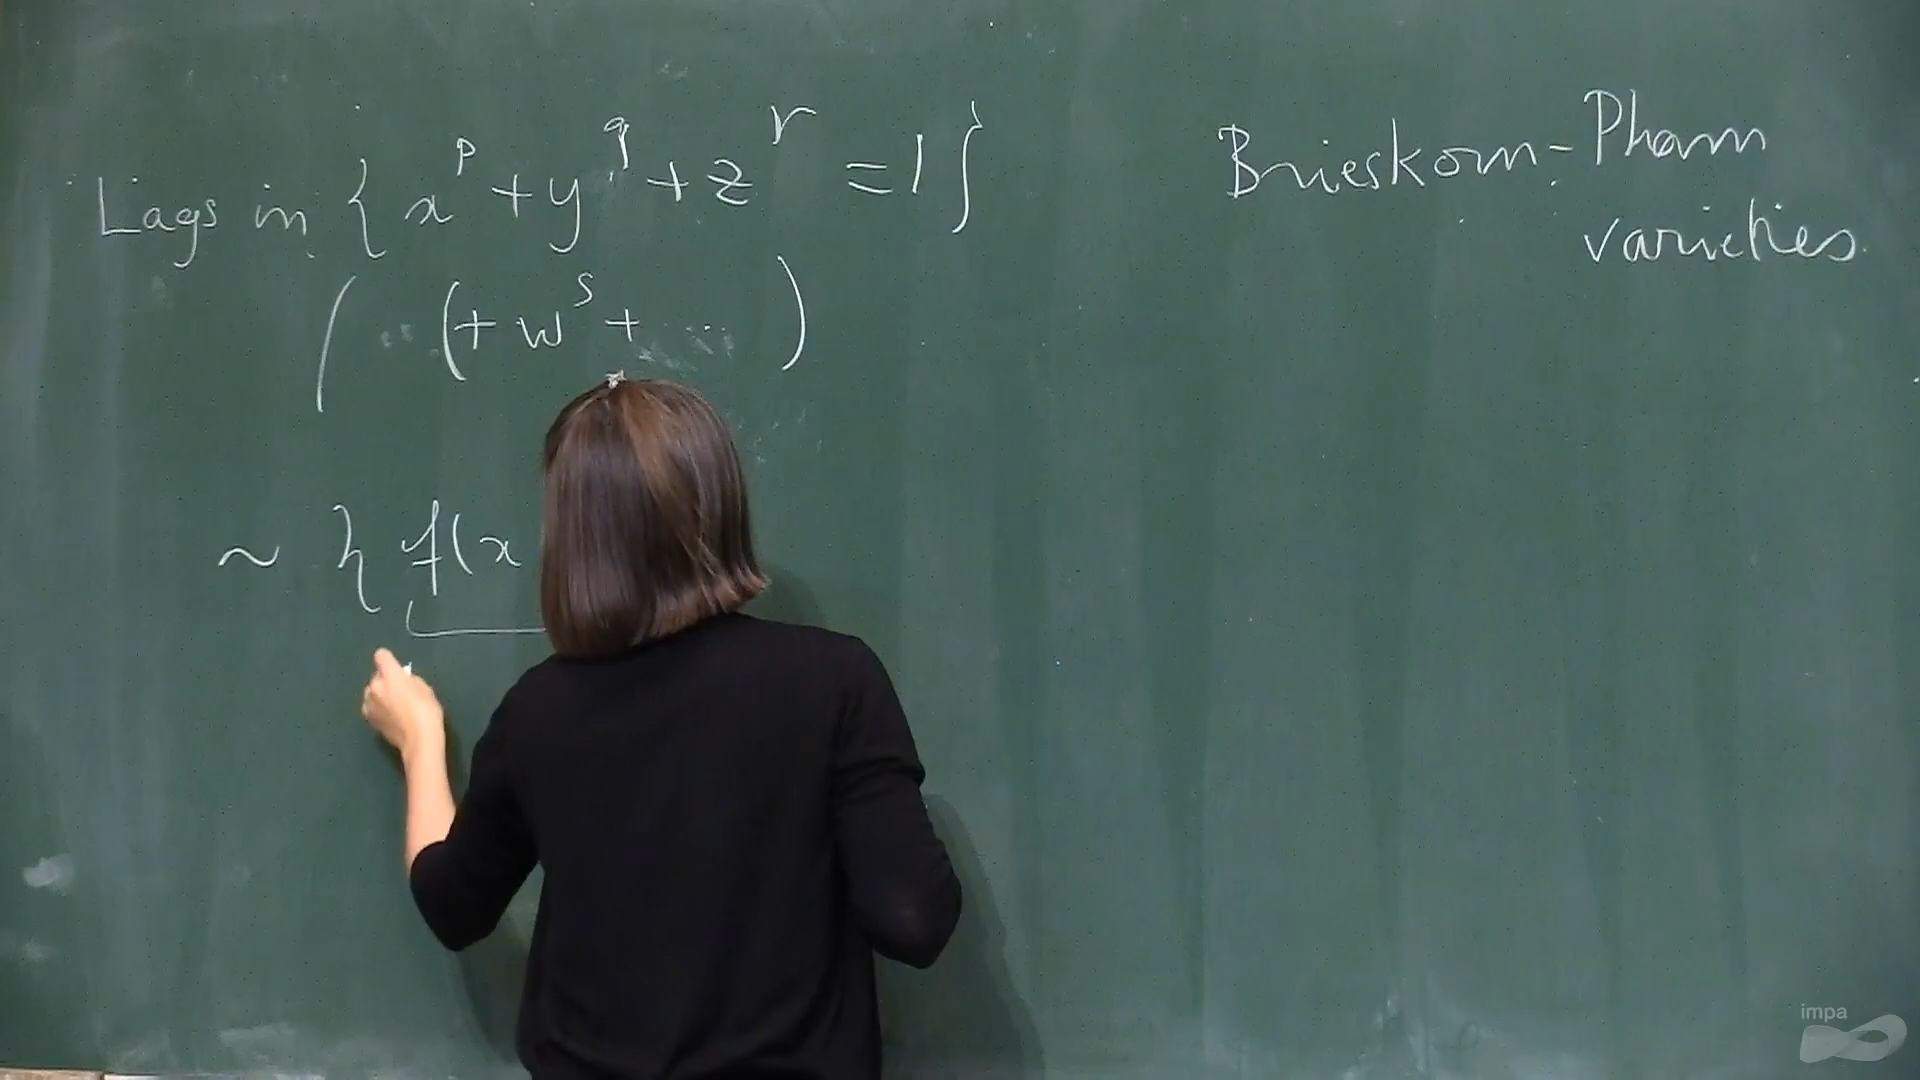 Lags in { x^p + y^q + z^r = 1 }
Brieskorn-Pham
varieties.
( .. (+ w^s + ... )
~ { f(x
impa